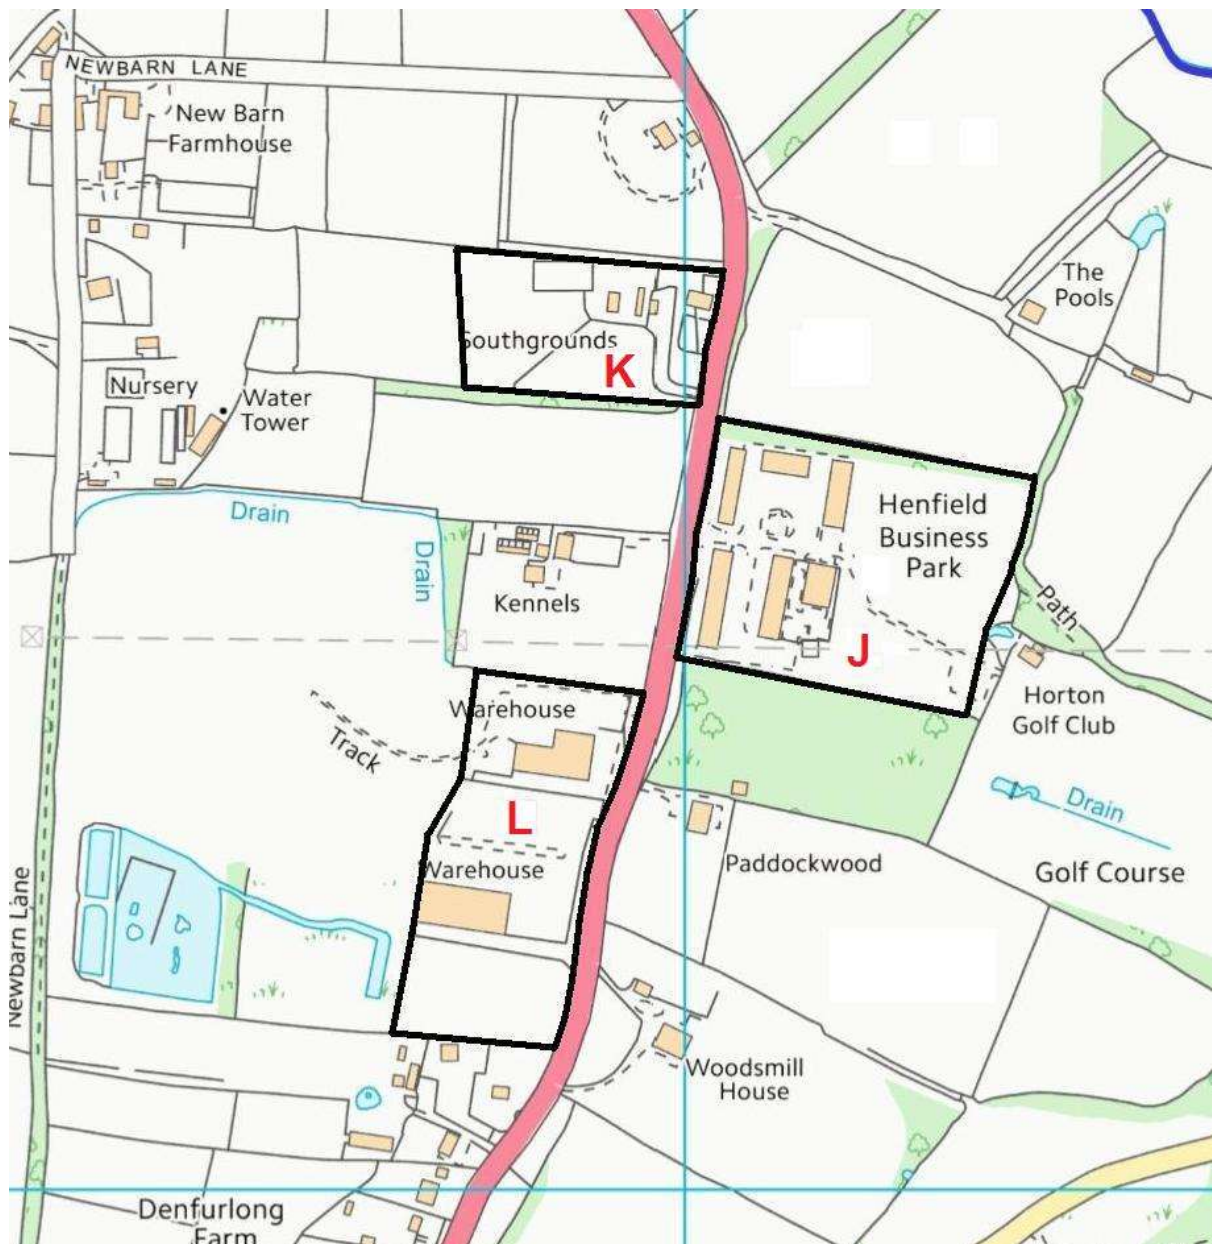 NEWBARN LANE
New Barn
Farmhouse
The
Pools
Southgrounds
K
Nursery
Water
Tower
Henfield
Business
Park
Drain
Drain
Kennels
Path
J
Horton
Golf Club
Warehouse
Track
Drain
L
Warehouse
Paddockwood
Golf Course
Newbarn Lane
Woodsmill
House
Denfurlong
Farm